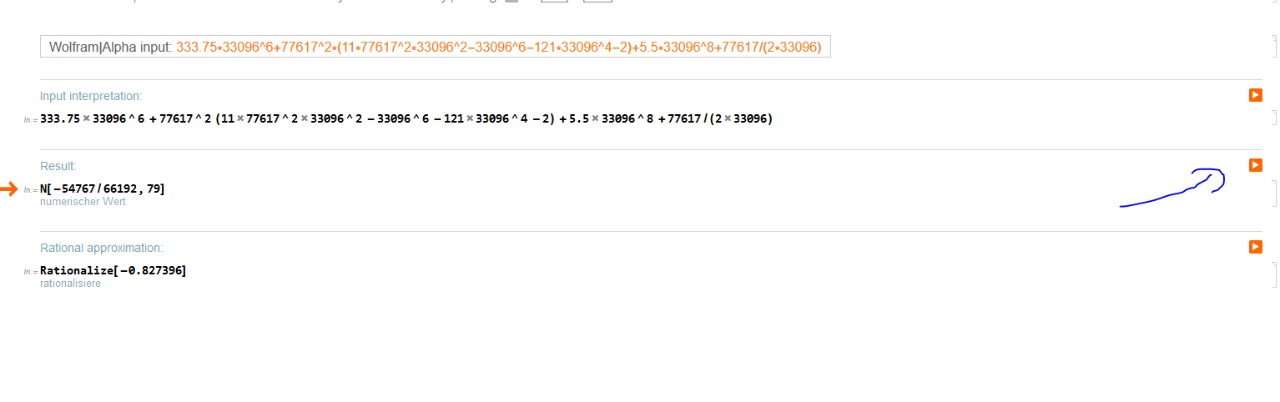 Wolfram|Alpha input: 333.75*33096^6+77617^2*(11*77617^2*33096^2−33096^6−121*33096^4−2)+5.5*33096^8+77617/(2*33096)
Input interpretation:
In:= 333.75 × 33096 ^ 6 + 77617 ^ 2 (11 × 77617 ^ 2 × 33096 ^ 2 − 33096 ^ 6 − 121 × 33096 ^ 4 − 2) + 5.5 × 33096 ^ 8 + 77617 / (2 × 33096)
Result:
In:= N[−54767 / 66192, 79]
numerischer Wert
Rational approximation:
In:= Rationalize[−0.827396]
rationalisiere